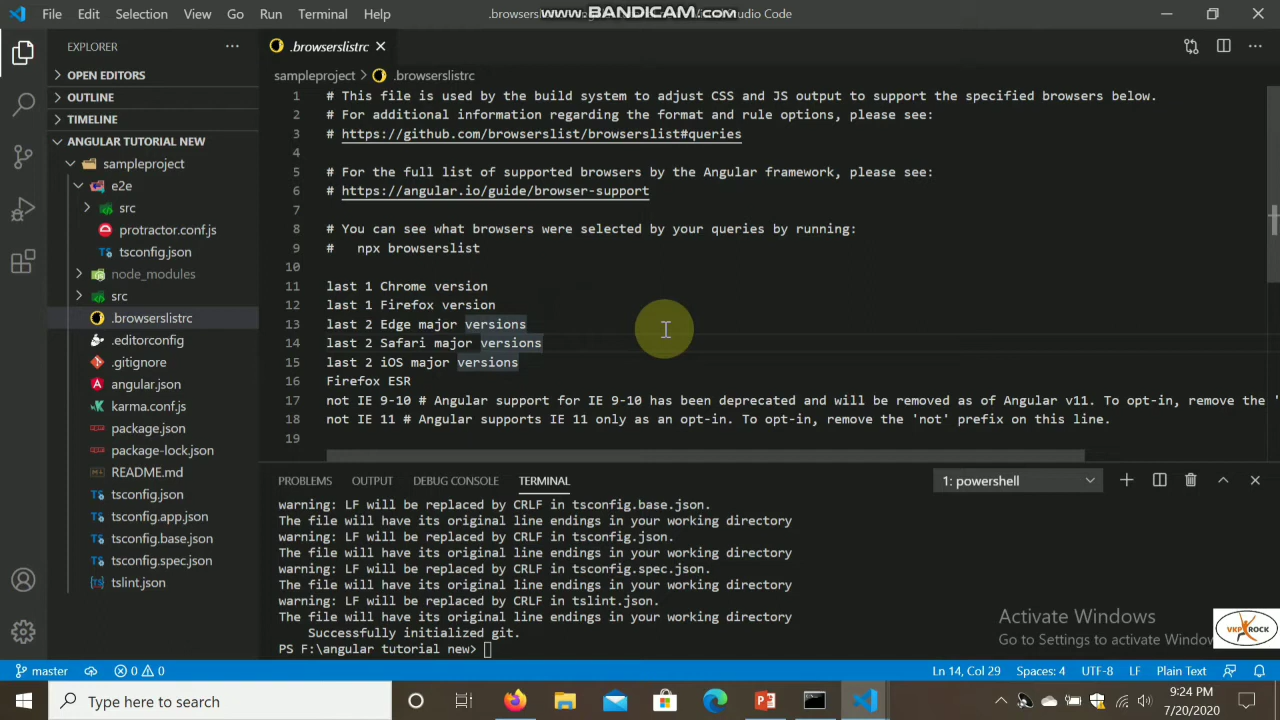 File Edit Selection View Go Run Terminal Help
.browsers
www.BANDICAM.com
udio Code
EXPLORER
OPEN EDITORS
OUTLINE
TIMELINE
ANGULAR TUTORIAL NEW
sampleproject
e2e
src
protractor.conf.js
tsconfig.json
node_modules
src
.browserslistrc
.editorconfig
.gitignore
angular.json
karma.conf.js
package.json
package-lock.json
README.md
tsconfig.json
tsconfig.app.json
tsconfig.base.json
tsconfig.spec.json
tslint.json
.browserslistrc
sampleproject > .browserslistrc
1 # This file is used by the build system to adjust CSS and JS output to support the specified browsers below.
2 # For additional information regarding the format and rule options, please see:
3 # https://github.com/browserslist/browserslist#queries
4
5 # For the full list of supported browsers by the Angular framework, please see:
6 # https://angular.io/guide/browser-support
7
8 # You can see what browsers were selected by your queries by running:
9 #   npx browserslist
10
11 last 1 Chrome version
12 last 1 Firefox version
13 last 2 Edge major versions
14 last 2 Safari major versions
15 last 2 iOS major versions
16 Firefox ESR
17 not IE 9-10 # Angular support for IE 9-10 has been deprecated and will be removed as of Angular v11. To opt-in, remove the '
18 not IE 11 # Angular supports IE 11 only as an opt-in. To opt-in, remove the 'not' prefix on this line.
19
PROBLEMS OUTPUT DEBUG CONSOLE TERMINAL
1: powershell
warning: LF will be replaced by CRLF in tsconfig.base.json.
The file will have its original line endings in your working directory
warning: LF will be replaced by CRLF in tsconfig.json.
The file will have its original line endings in your working directory
warning: LF will be replaced by CRLF in tsconfig.spec.json.
The file will have its original line endings in your working directory
warning: LF will be replaced by CRLF in tslint.json.
The file will have its original line endings in your working directory
Successfully initialized git.
PS F:\angular tutorial new>
Activate Windows
Go to Settings to activate Window
VKP ROCK
master
0 0
Ln 14, Col 29 Spaces: 4 UTF-8 LF Plain Text
Type here to search
9:24 PM
7/20/2020